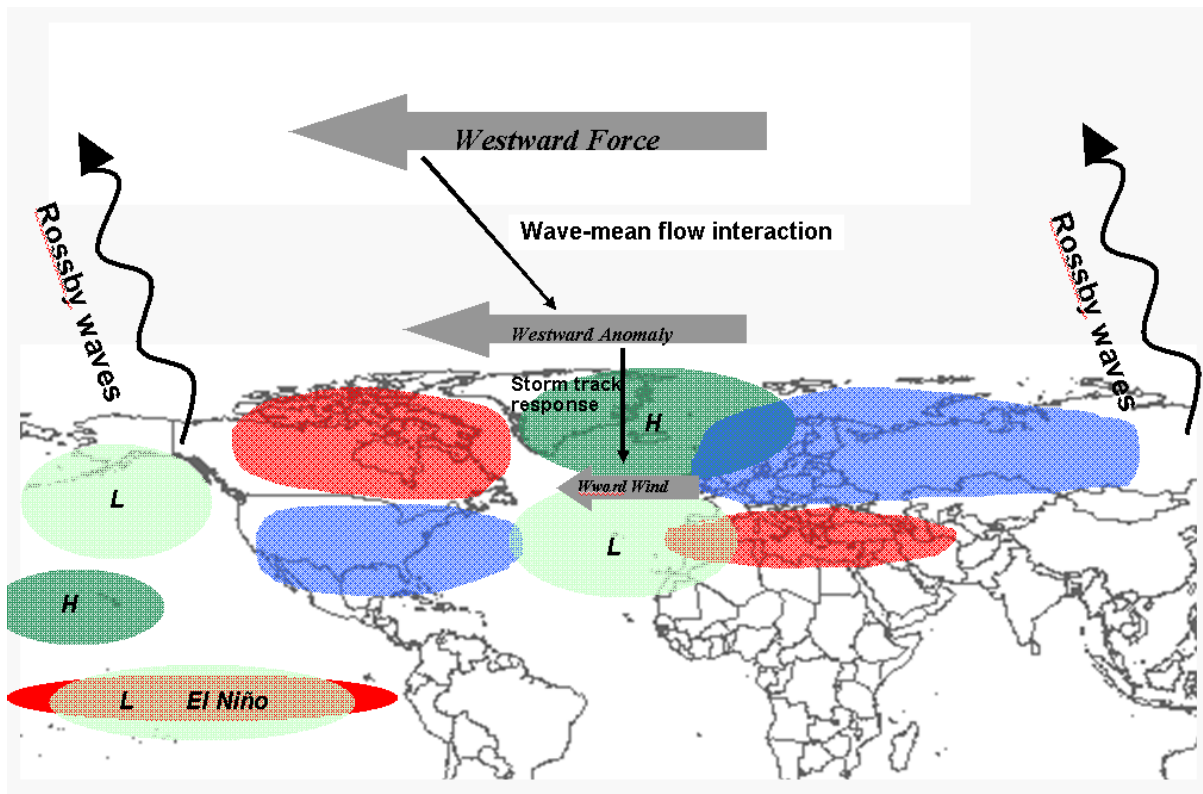 Westward Force
Rossby waves
Rossby waves
Wave-mean flow interaction
Westward Anomaly
Storm track
response
H
Wward Wind
L
L
H
L El Niño